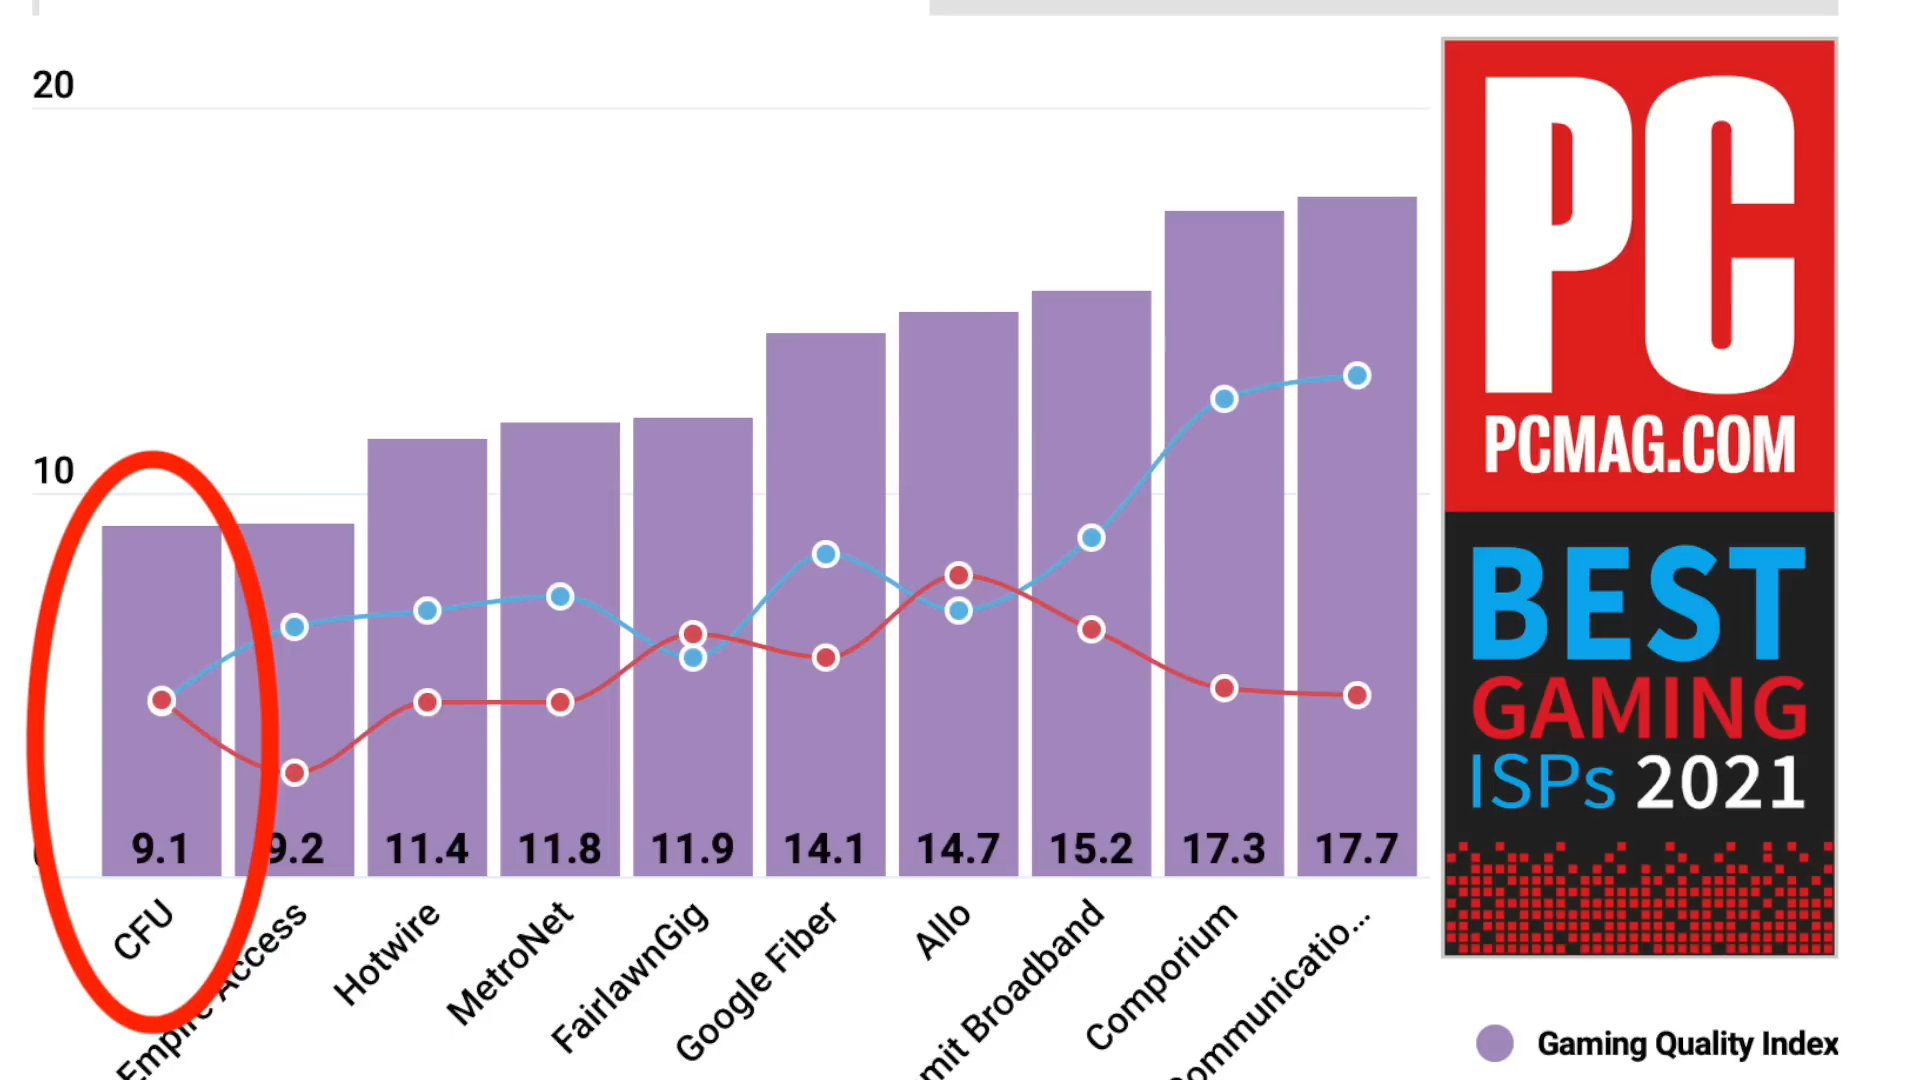 20
10
9.1
9.2
11.4
11.8
11.9
14.1
14.7
15.2
17.3
17.7
CFU
Empire Access
Hotwire
MetroNet
FairlawnGig
Google Fiber
Allo
mit Broadband
Comporium
ommunicatio...
PC
PCMAG.COM
BEST
GAMING
ISPs 2021
Gaming Quality Index